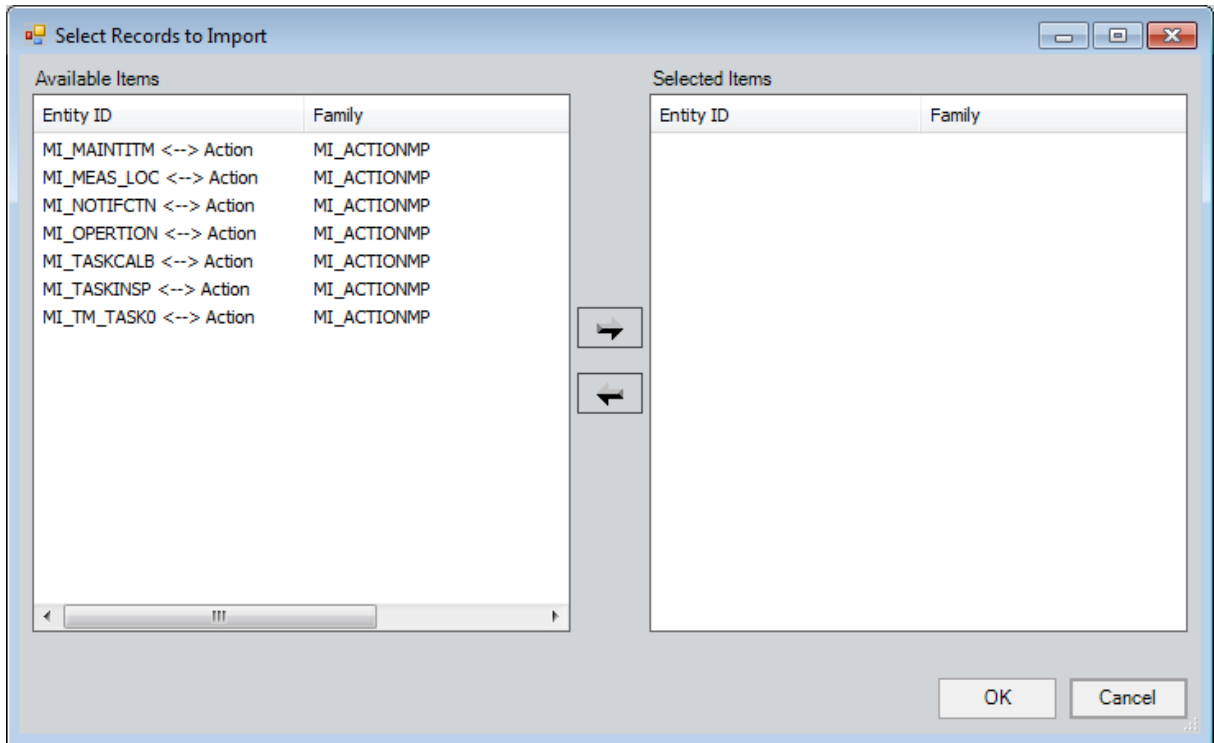 Select Records to Import
Available Items
Selected Items
Entity ID Family
Entity ID Family
MI_MAINTITM <--> Action MI_ACTIONMP
MI_MEAS_LOC <--> Action MI_ACTIONMP
MI_NOTIFCTN <--> Action MI_ACTIONMP
MI_OPERTION <--> Action MI_ACTIONMP
MI_TASKCALB <--> Action MI_ACTIONMP
MI_TASKINSP <--> Action MI_ACTIONMP
MI_TM_TASK0 <--> Action MI_ACTIONMP
OK
Cancel